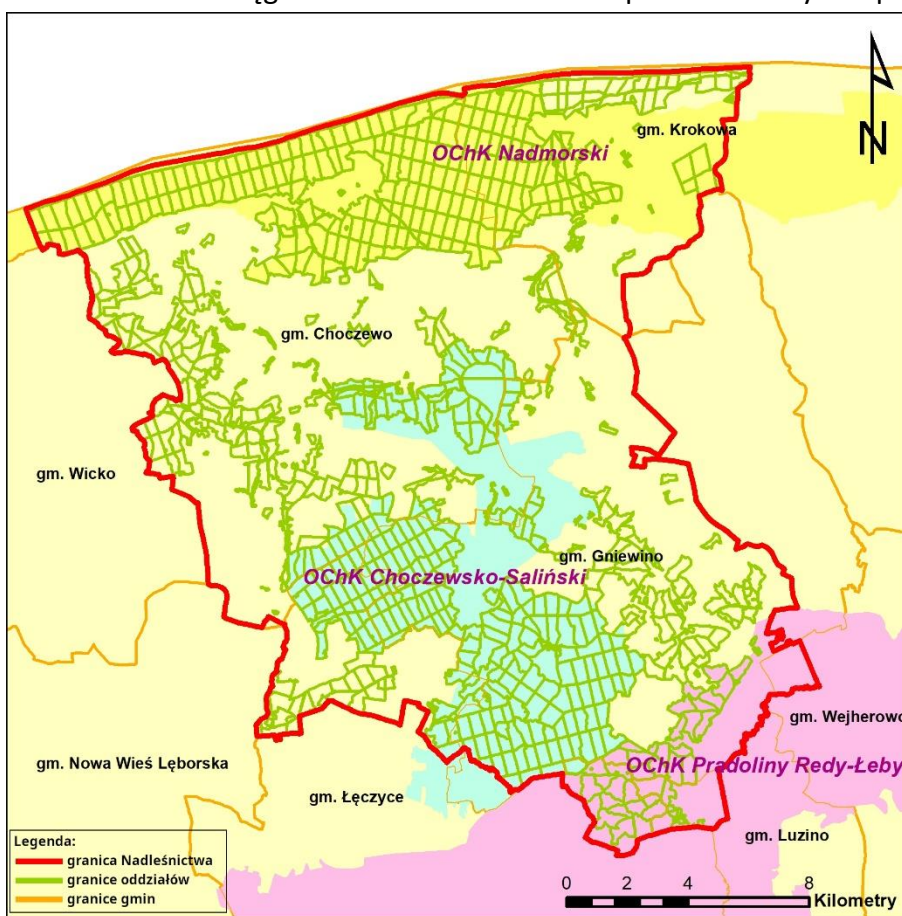 gm. Krokowa
OChK Nadmorski
N
gm. Choczewo
gm. Wicko
gm. Gniewino
OChK Choczewsko-Saliński
gm. Wejherowo
gm. Nowa Wieś Lęborska
OChK Pradoliny Redy-Łeby
gm. Łęczyce
gm. Luzino
Legenda:
granica Nadleśnictwa
granice oddziałów
granice gmin
0 2 4 8
Kilometry